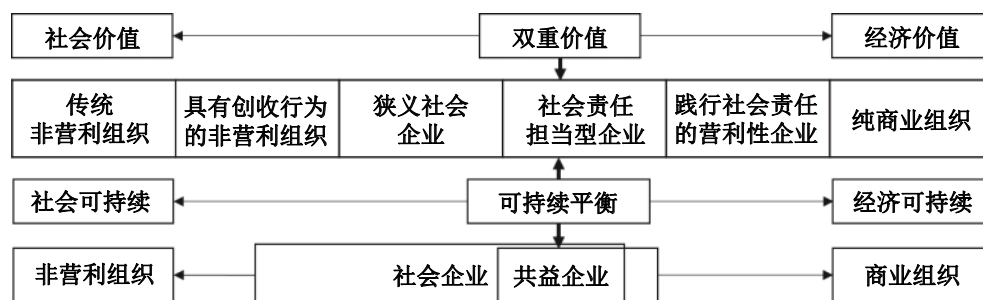 社会价值 双重价值 经济价值
传统 具有创收行为 狭义社会 社会责任 践行社会责任 纯商业组织
非营利组织 的非营利组织 企业 担当型企业 的营利性企业
社会可持续 可持续平衡 经济可持续
非营利组织 社会企业 共益企业 商业组织